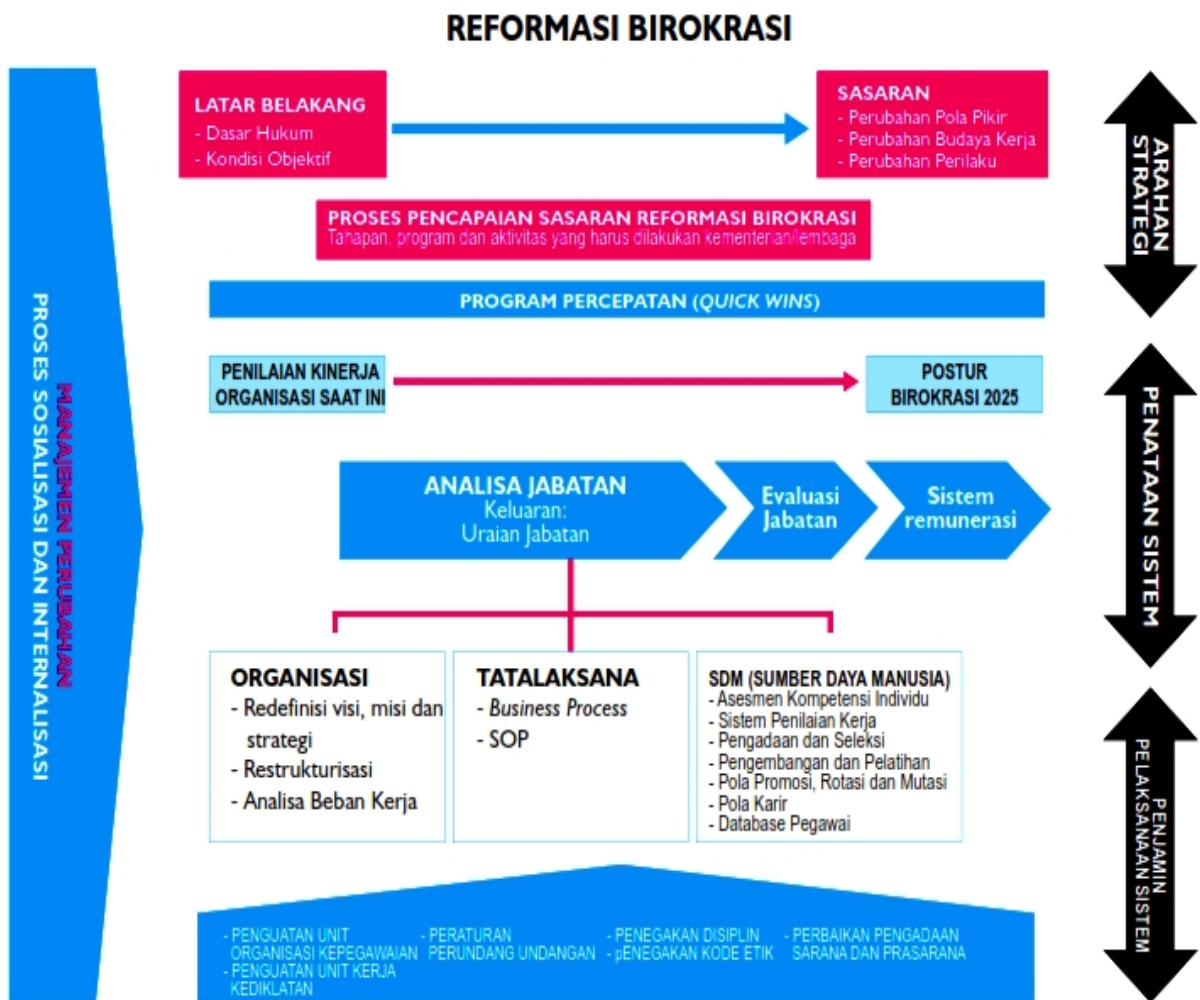 REFORMASI BIROKRASI
LATAR BELAKANG
- Dasar Hukum
- Kondisi Objektif
SASARAN
- Perubahan Pola Pikir
- Perubahan Budaya Kerja
- Perubahan Perilaku
PROSES PENCAPAIAN SASARAN REFORMASI BIROKRASI
Tahapan, program dan aktivitas yang harus dilakukan kementerian/lembaga
PROGRAM PERCEPATAN (QUICK WINS)
PENILAIAN KINERJA
ORGANISASI SAAT INI
POSTUR
BIROKRASI 2025
ANALISA JABATAN
Keluaran:
Uraian Jabatan
Evaluasi
Jabatan
Sistem
remunerasi
ORGANISASI
- Redefinisi visi, misi dan
strategi
- Restrukturisasi
- Analisa Beban Kerja
TATALAKSANA
- Business Process
- SOP
SDM (SUMBER DAYA MANUSIA)
- Asesmen Kompetensi Individu
- Sistem Penilaian Kerja
- Pengadaan dan Seleksi
- Pengembangan dan Pelatihan
- Pola Promosi, Rotasi dan Mutasi
- Pola Karir
- Database Pegawai
- PENGUATAN UNIT
ORGANISASI KEPEGAWAIAN
- PENGUATAN UNIT KERJA
KEDIKLATAN
- PERATURAN
PERUNDANG UNDANGAN
- PENEGAKAN DISIPLIN
- pENEGAKAN KODE ETIK
- PERBAIKAN PENGADAAN
SARANA DAN PRASARANA
MANAJEMEN PERUBAHAN
PROSES SOSIALISASI DAN INTERNALISASI
ARAHAN
STRATEGI
PENATAAN SISTEM
PENJAMIN
PELAKSANAAN SISTEM